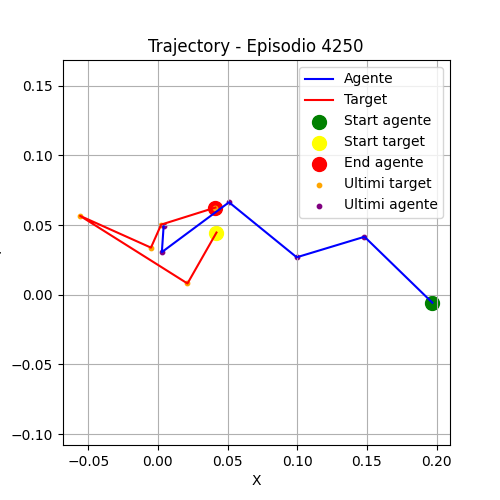 Trajectory - Episodio 4250
Agente
Target
Start agente
Start target
End agente
Ultimi target
Ultimi agente
0.15
0.10
0.05
0.00
−0.05
−0.10
−0.05
0.00
0.05
0.10
0.15
0.20
X